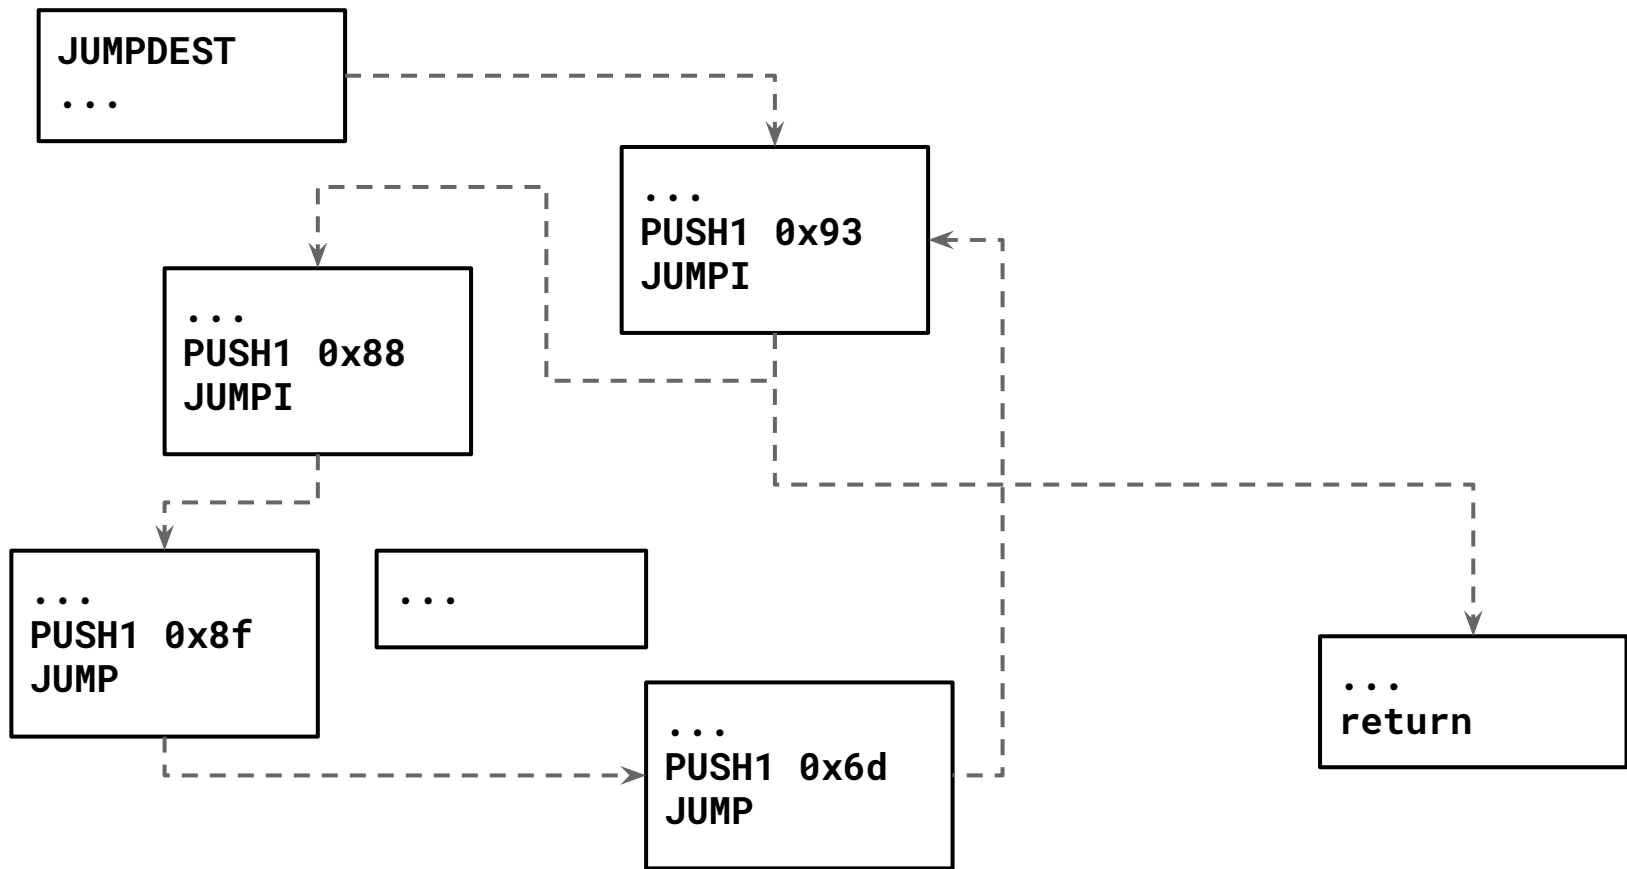 JUMPDEST
...
...
PUSH1 0x93
JUMPI
...
PUSH1 0x88
JUMPI
...
PUSH1 0x8f
JUMP
...
...
PUSH1 0x6d
JUMP
...
return